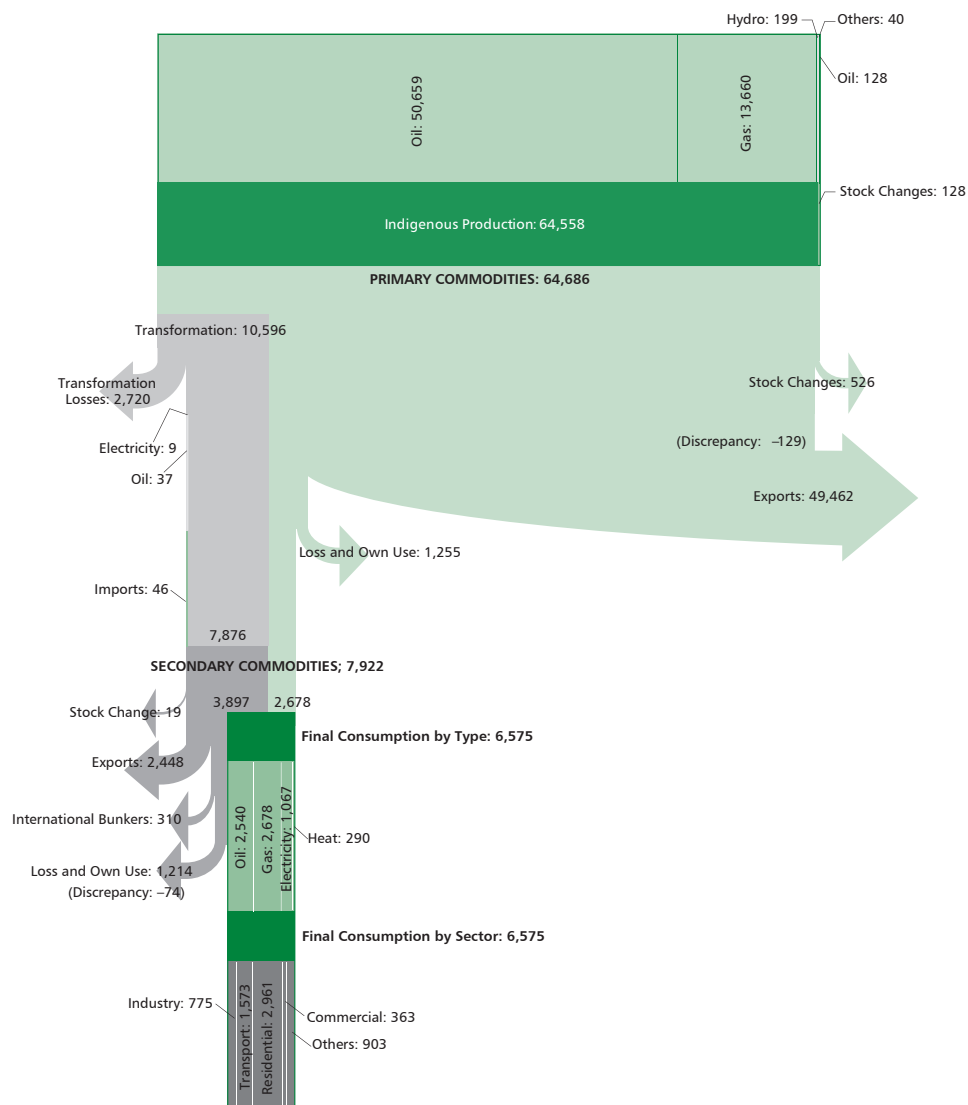 Hydro: 199
Others: 40
Oil: 50,659
Gas: 13,660
Oil: 128
Stock Changes: 128
Indigenous Production: 64,558
PRIMARY COMMODITIES: 64,686
Transformation: 10,596
Transformation
Losses: 2,720
Stock Changes: 526
Electricity: 9
(Discrepancy: –129)
Oil: 37
Exports: 49,462
Loss and Own Use: 1,255
Imports: 46
7,876
SECONDARY COMMODITIES; 7,922
3,897
2,678
Stock Change: 19
Final Consumption by Type: 6,575
Exports: 2,448
International Bunkers: 310
Oil: 2,540
Gas: 2,678
Electricity: 1,067
Heat: 290
Loss and Own Use: 1,214
(Discrepancy: –74)
Final Consumption by Sector: 6,575
Industry: 775
Transport: 1,573
Residential: 2,961
Commercial: 363
Others: 903